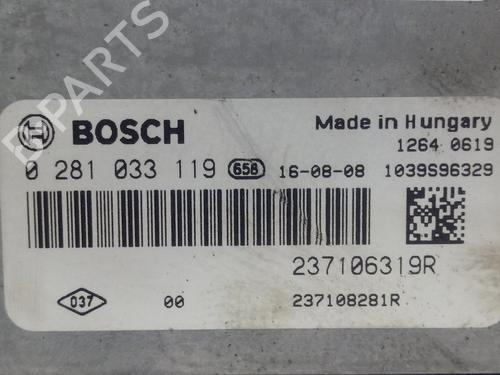 B-PARTS
BOSCH
Made in Hungary
1264 0619
0 281 033 119 656 16-08-08 1039S96329
237106319R
037 00 237108281R